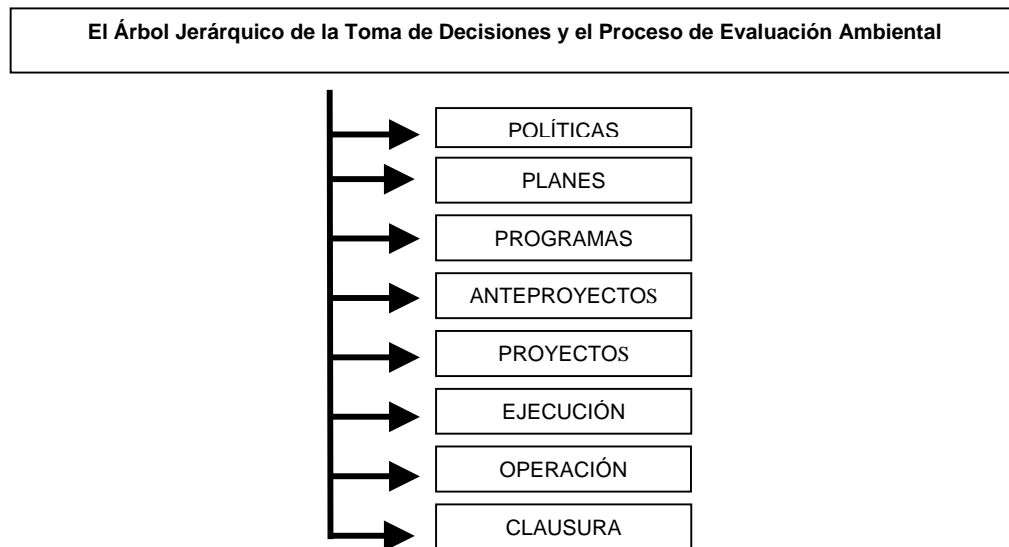 El Árbol Jerárquico de la Toma de Decisiones y el Proceso de Evaluación Ambiental
POLÍTICAS
PLANES
PROGRAMAS
ANTEPROYECTOS
PROYECTOS
EJECUCIÓN
OPERACIÓN
CLAUSURA